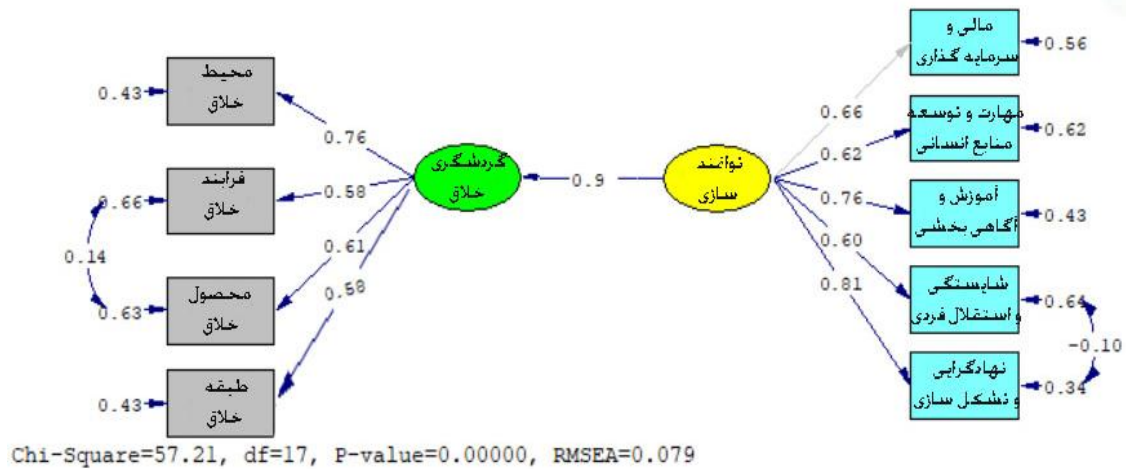 مالی و
سرمایه گذاری
0.56
محیط
خلاق
0.43
0.66
0.76
مهارت و توسعه
منابع انسانی
0.62
گردشگری
خلاق
توانمند
سازی
0.9
0.62
فرایند
خلاق
0.66
0.58
آموزش و
آگاهی بخشی
0.43
0.76
0.14
0.61
0.60
محصول
خلاق
0.63
0.58
0.81
شایستگی
و استقلال فردی
0.64
-0.10
طبقه
خلاق
0.43
نهادگرایی
و تشکل سازی
0.34
Chi-Square=57.21, df=17, P-value=0.00000, RMSEA=0.079